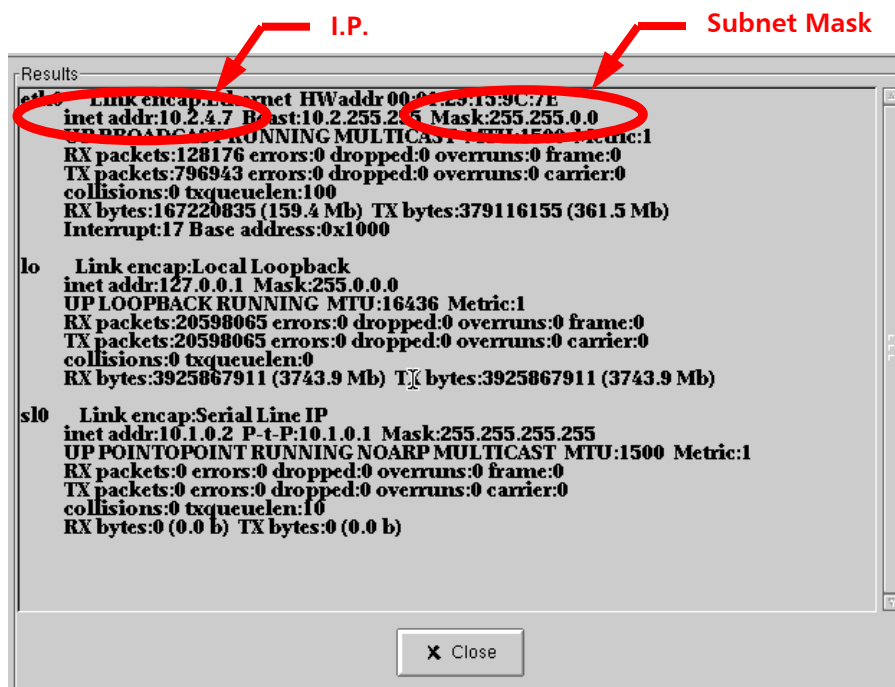 I.P.
Subnet Mask
Results
eth0 Link encap:Ethernet HWaddr
inet addr:10.2.4.7 Bcast:10.2.255.255 Mask:255.255.0.0
UP BROADCAST RUNNING MULTICAST MTU:1500 Metric:1
RX packets:128176 errors:0 dropped:0 overruns:0 frame:0
TX packets:796943 errors:0 dropped:0 overruns:0 carrier:0
collisions:0 txqueuelen:100
RX bytes:167220835 (159.4 Mb) TX bytes:379116155 (361.5 Mb)
Interrupt:17 Base address:0x1000
lo Link encap:Local Loopback
inet addr:127.0.0.1 Mask:255.0.0.0
UP LOOPBACK RUNNING MTU:16436 Metric:1
RX packets:20598065 errors:0 dropped:0 overruns:0 frame:0
TX packets:20598065 errors:0 dropped:0 overruns:0 carrier:0
collisions:0 txqueuelen:0
RX bytes:3925867911 (3743.9 Mb) TX bytes:3925867911 (3743.9 Mb)
sl0 Link encap:Serial Line IP
inet addr:10.1.0.2 P-t-P:10.1.0.1 Mask:255.255.255.255
UP POINTOPOINT RUNNING NOARP MULTICAST MTU:1500 Metric:1
RX packets:0 errors:0 dropped:0 overruns:0 frame:0
TX packets:0 errors:0 dropped:0 overruns:0 carrier:0
collisions:0 txqueuelen:10
RX bytes:0 (0.0 b) TX bytes:0 (0.0 b)
Close